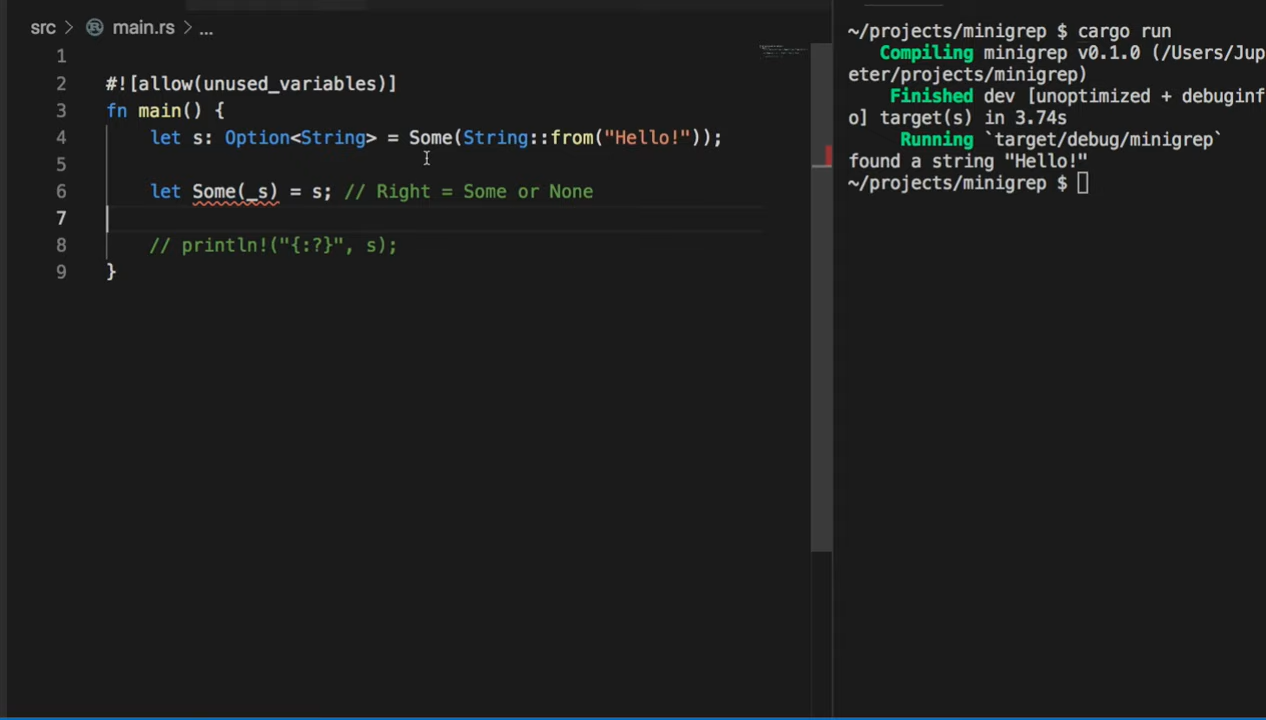 src > main.rs > ...
1
2 #![allow(unused_variables)]
3 fn main() {
4 let s: Option<String> = Some(String::from("Hello!"));
5
6 let Some(_s) = s; // Right = Some or None
7
8 // println!("{:?}", s);
9 }
~/projects/minigrep $ cargo run
Compiling minigrep v0.1.0 (/Users/Jup
eter/projects/minigrep)
Finished dev [unoptimized + debuginf
o] target(s) in 3.74s
Running `target/debug/minigrep`
found a string "Hello!"
~/projects/minigrep $